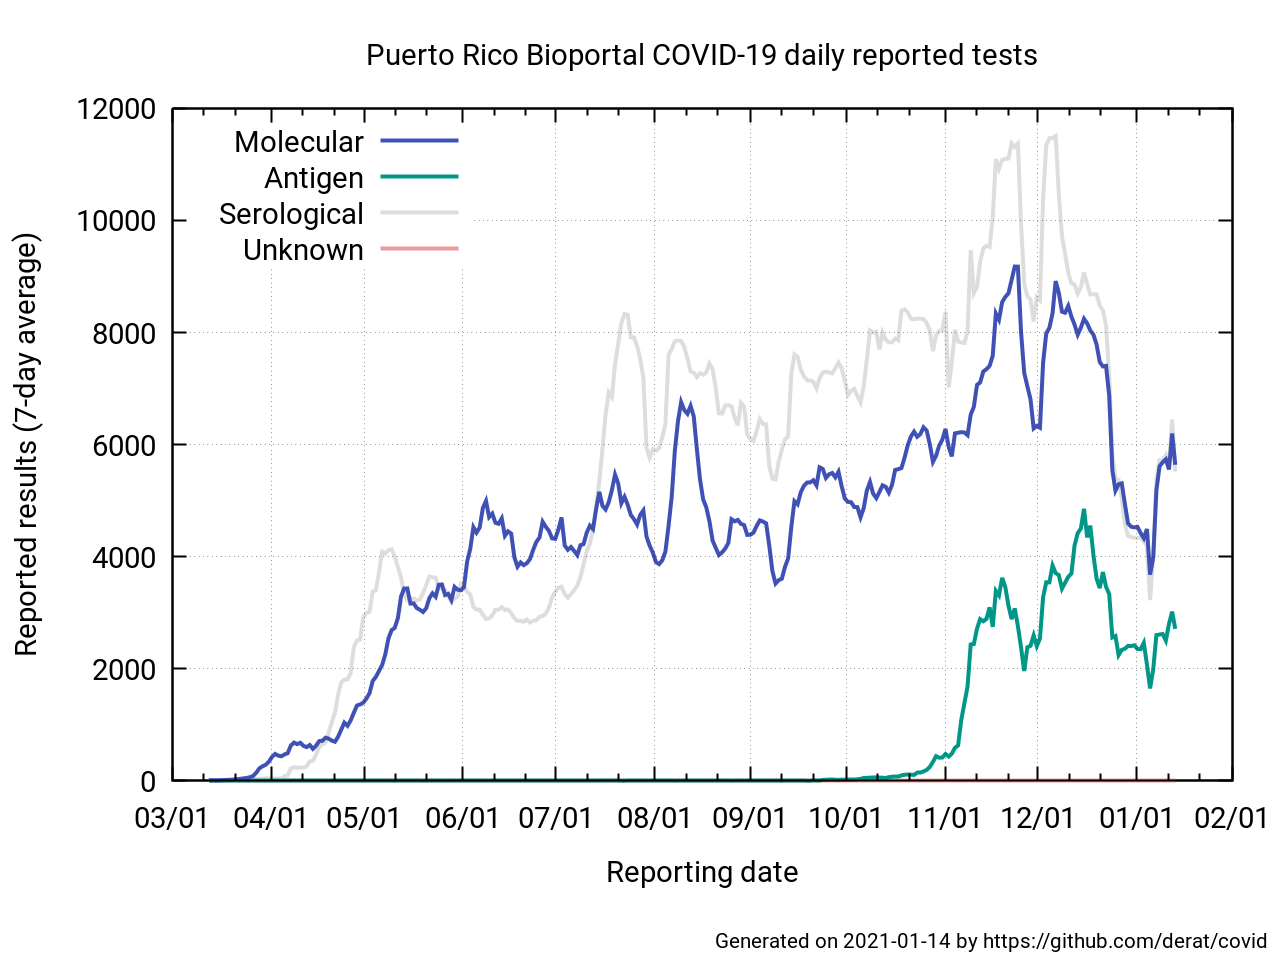 Puerto Rico Bioportal COVID-19 daily reported tests
12000
10000
8000
6000
4000
2000
0
Reported results (7-day average)
Molecular
Antigen
Serological
Unknown
03/01 04/01 05/01 06/01 07/01 08/01 09/01 10/01 11/01 12/01 01/01 02/01
Reporting date
Generated on 2021-01-14 by https://github.com/derat/covid